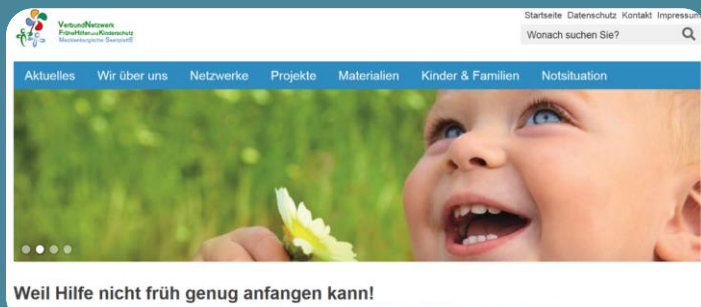 VerbundNetzwerk
FrüheHilfen und Kinderschutz
Mecklenburgische SeenplattE
Startseite Datenschutz Kontakt Impressum
Wonach suchen Sie?
Aktuelles Wir über uns Netzwerke Projekte Materialien Kinder & Familien Notsituation
Weil Hilfe nicht früh genug anfangen kann!